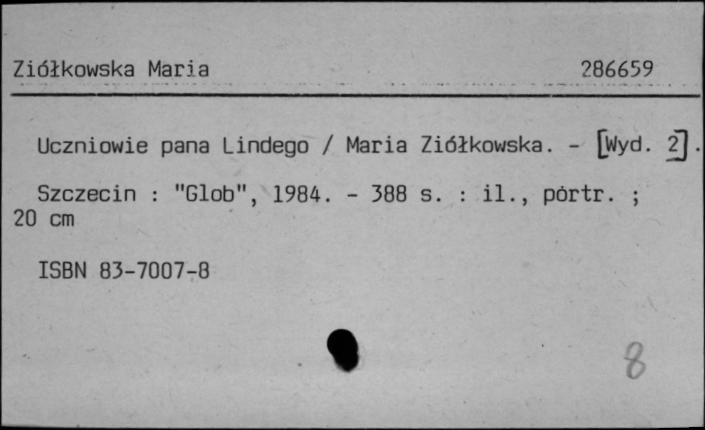 Ziółkowska Maria 286659
Uczniowie pana Lindego / Maria Ziółkowska. - [Wyd. 2].
Szczecin : "Glob", 1984. - 388 s. : il., pórtr. ;
20 cm
ISBN 83-7007-8
8